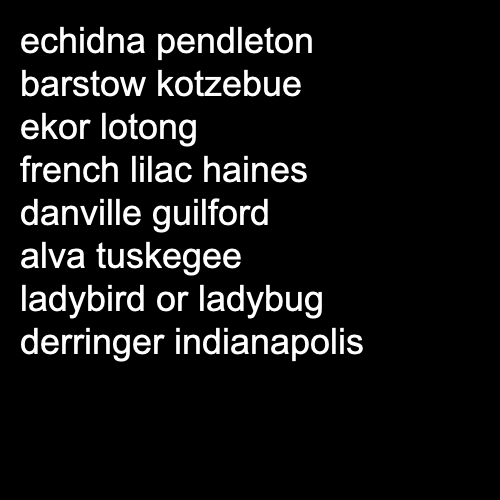 echidna pendleton
barstow kotzebue
ekor lotong
french lilac haines
danville guilford
alva tuskegee
ladybird or ladybug
derringer indianapolis